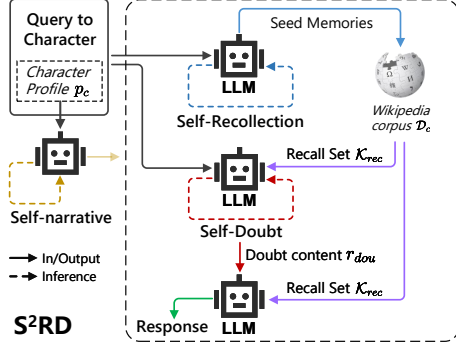 Query to
Character
Character
Profile p_c
Self-narrative
In/Output
Inference
S²RD
Seed Memories
LLM
Self-Recollection
Wikipedia
corpus 𝒟_c
Recall Set 𝒦_rec
LLM
Self-Doubt
Doubt content r_dou
Recall Set 𝒦_rec
LLM
Response